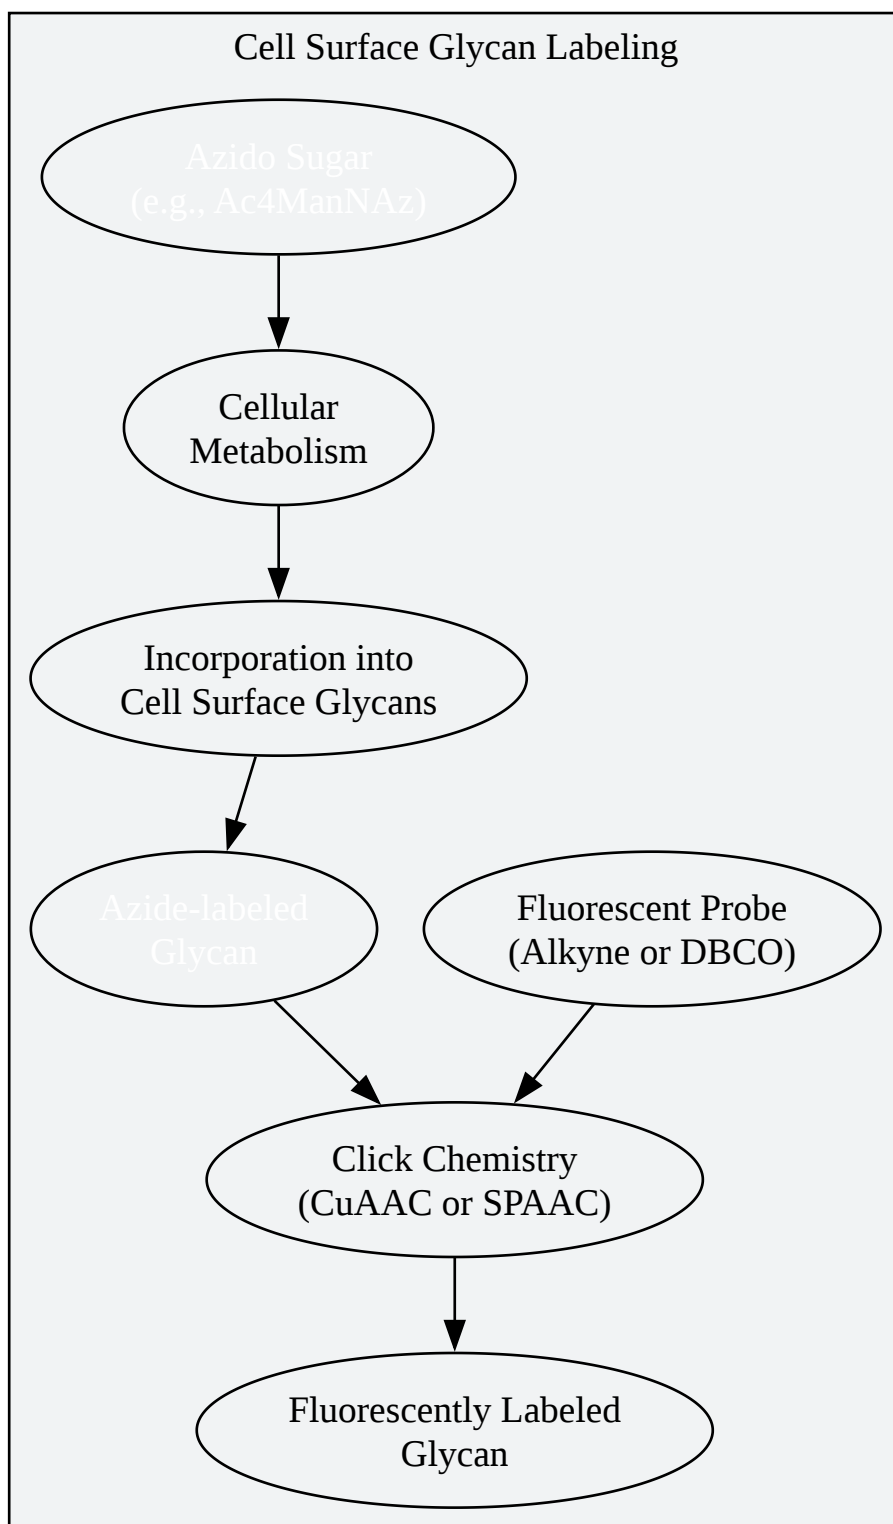 Cell Surface Glycan Labeling
Azido Sugar
(e.g., Ac4ManNAz)
Cellular
Metabolism
Incorporation into
Cell Surface Glycans
Azide-labeled
Glycan
Fluorescent Probe
(Alkyne or DBCO)
Click Chemistry
(CuAAC or SPAAC)
Fluorescently Labeled
Glycan